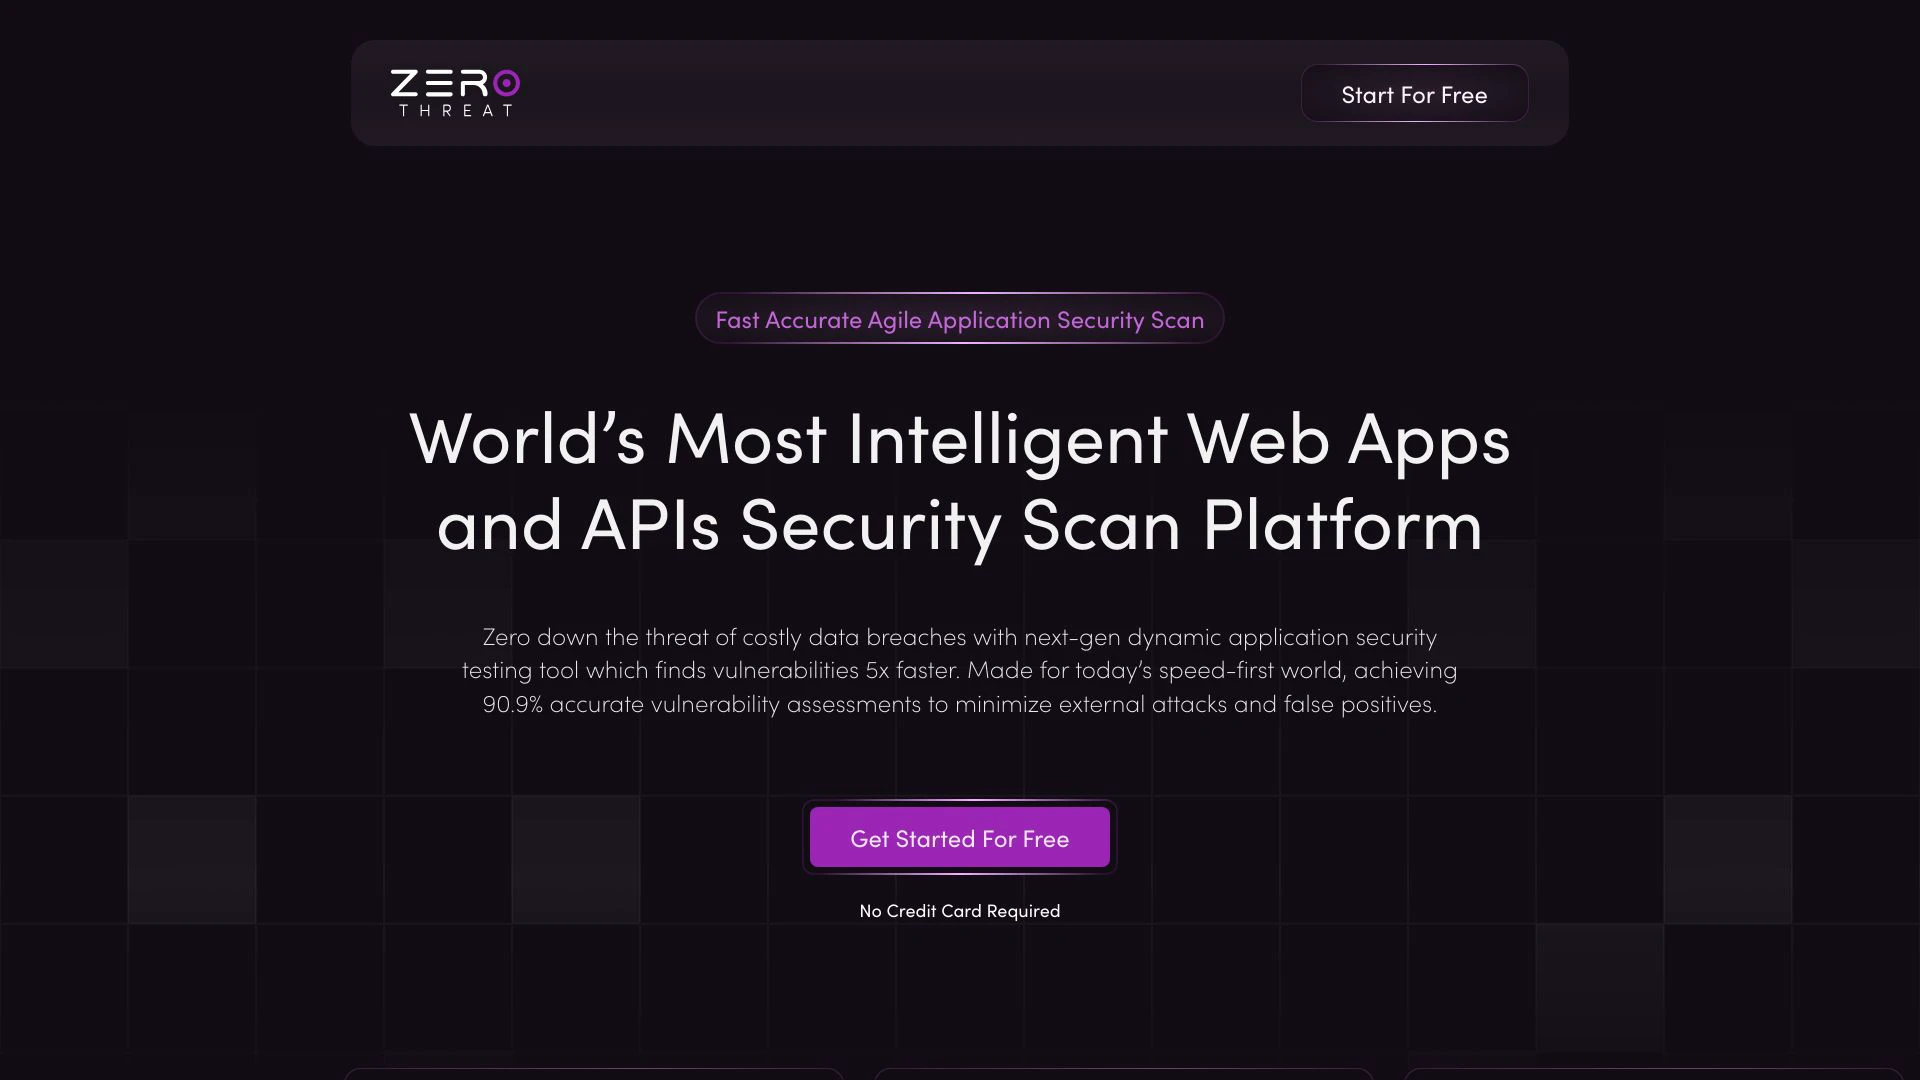 ZERO
THREAT
Start For Free
Fast Accurate Agile Application Security Scan
World’s Most Intelligent Web Apps
and APIs Security Scan Platform
Zero down the threat of costly data breaches with next-gen dynamic application security
testing tool which finds vulnerabilities 5x faster. Made for today’s speed-first world, achieving
90.9% accurate vulnerability assessments to minimize external attacks and false positives.
Get Started For Free
No Credit Card Required